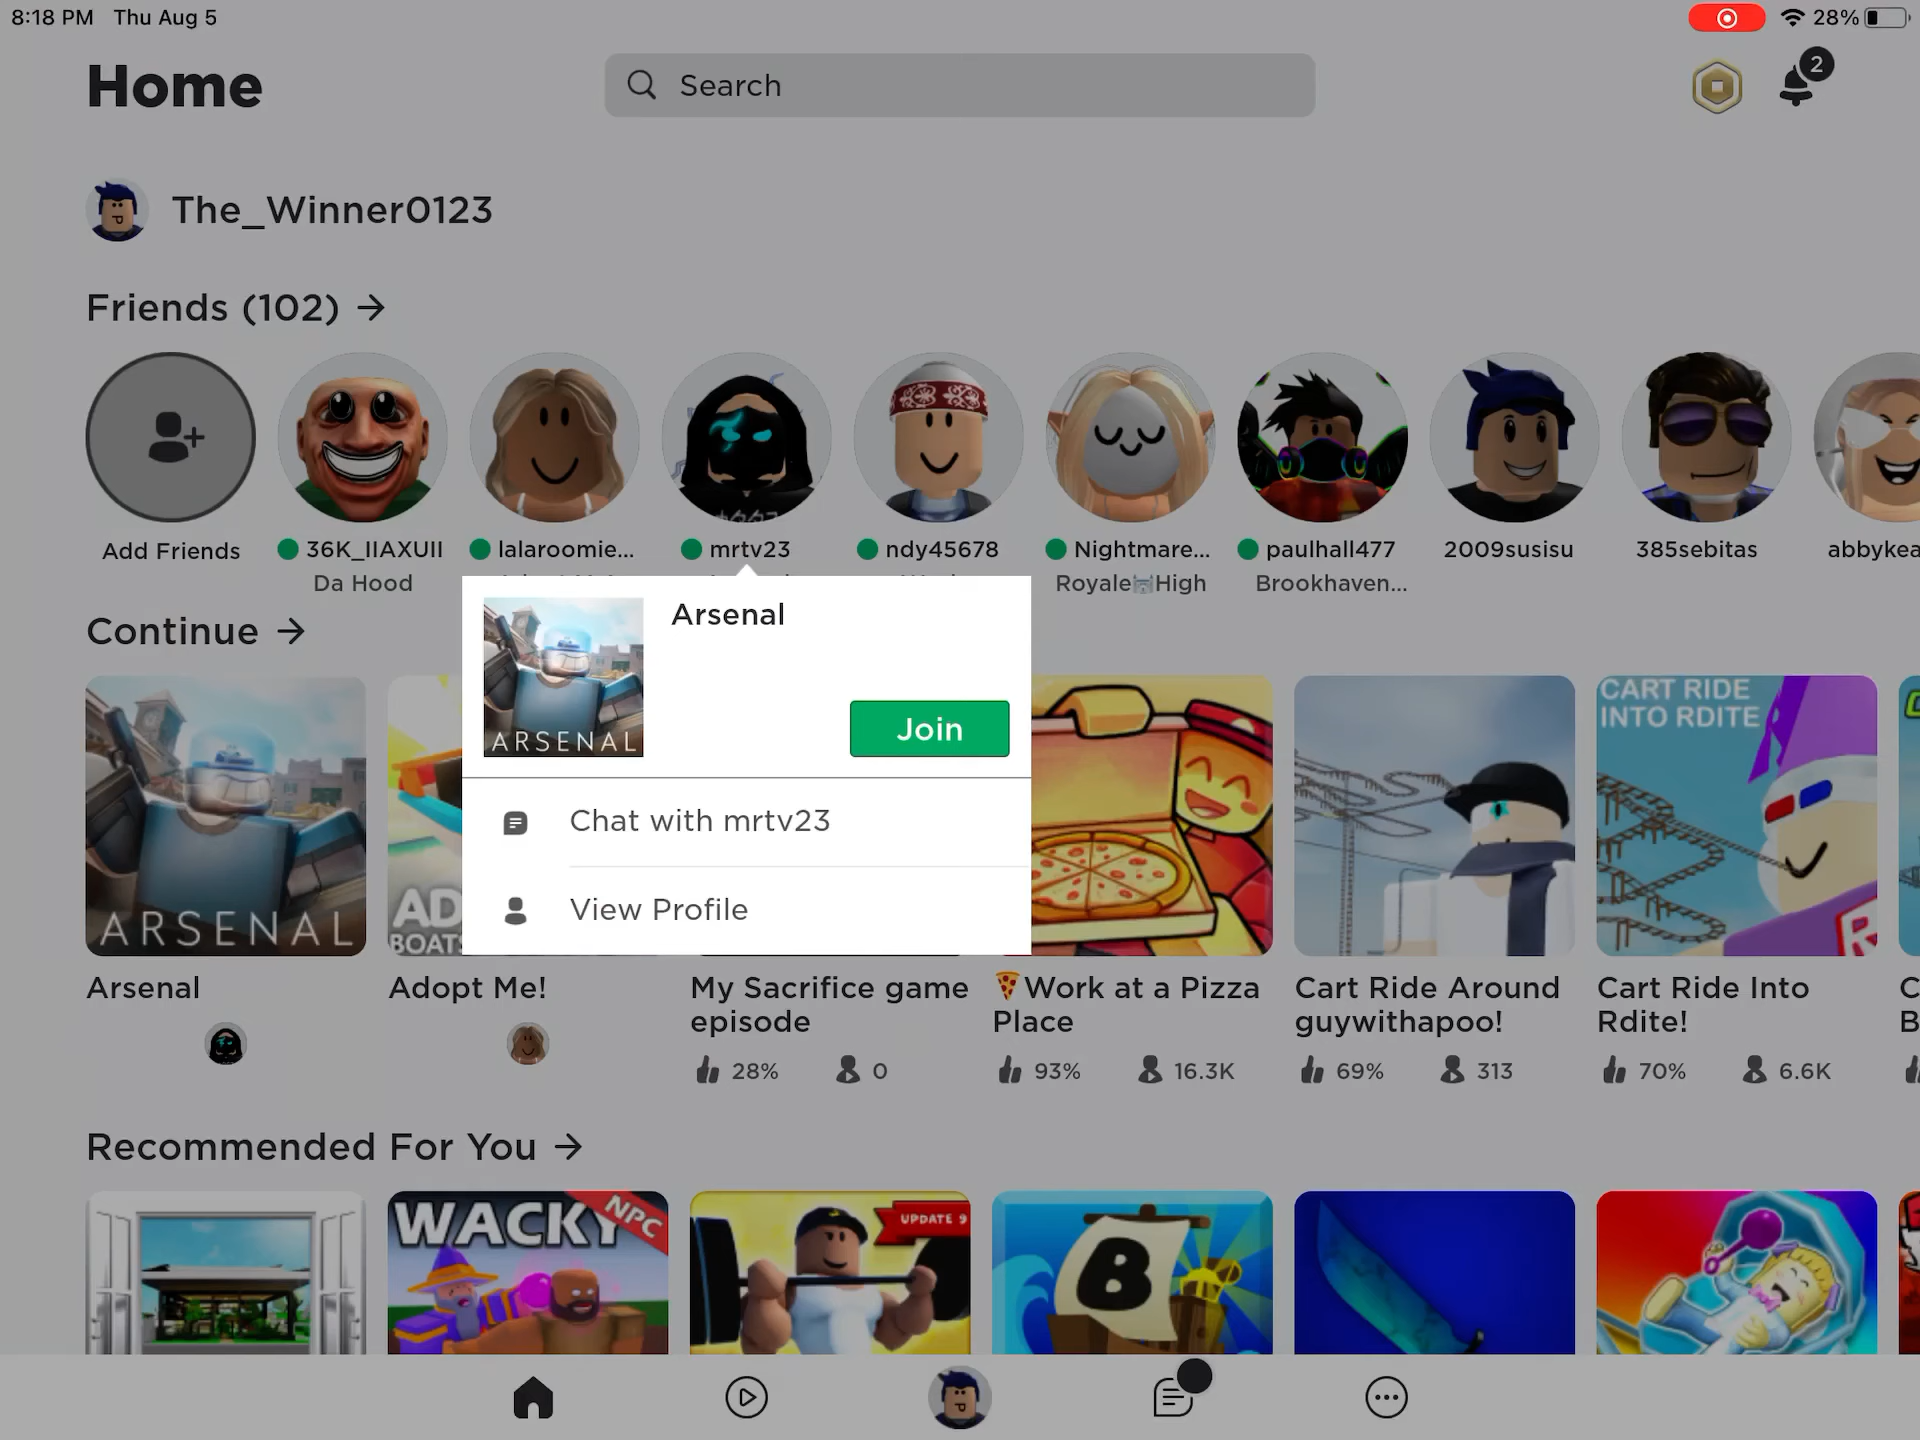 8:18 PM Thu Aug 5
28%
Home
Search
2
The_Winner0123
Friends (102)
Add Friends
36K_IIAXUII
lalaroomie...
mrtv23
ndy45678
Nightmare...
paulhall477
2009susisu
385sebitas
abbykea
Da Hood
Royale🏰High
Brookhaven...
Arsenal
ARSENAL
Join
Chat with mrtv23
View Profile
Continue
ARSENAL
AD
BOATS
CART RIDE
INTO RDITE!
Arsenal
Adopt Me!
My Sacrifice game
episode
28% 0
🍕Work at a Pizza
Place
93% 16.3K
Cart Ride Around
guywithapoo!
69% 313
Cart Ride Into
Rdite!
70% 6.6K
Recommended For You
WACKY
NPC
UPDATE 9
B